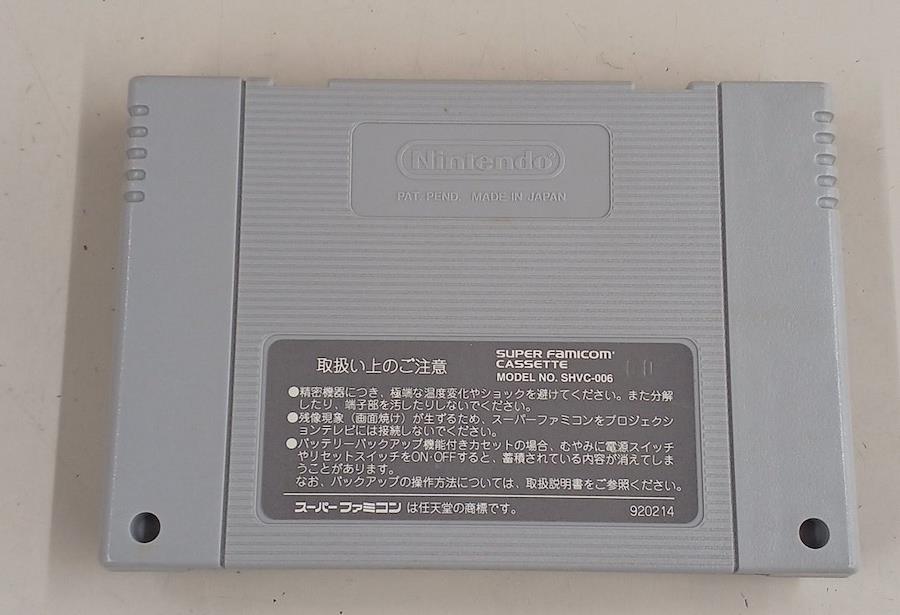 Nintendo®
PAT. PEND. MADE IN JAPAN
取扱い上のご注意
SUPER FAMICOM
CASSETTE
MODEL NO. SHVC-006
●精密機器につき、極端な温度変化やショックを避けてください。また分解
したり、端子部を汚したりしないでください。
●残像現象（画面焼け）が生ずるため、スーパーファミコンをプロジェクシ
ョンテレビには接続しないでください。
●バッテリーバックアップ機能付きカセットの場合、むやみに電源スイッチ
やリセットスイッチをON・OFFすると、蓄積されている内容が消えてしま
うことがあります。
なお、バックアップの操作方法については、取扱説明書をご参照ください。
スーパーファミコン は任天堂の商標です。
920214